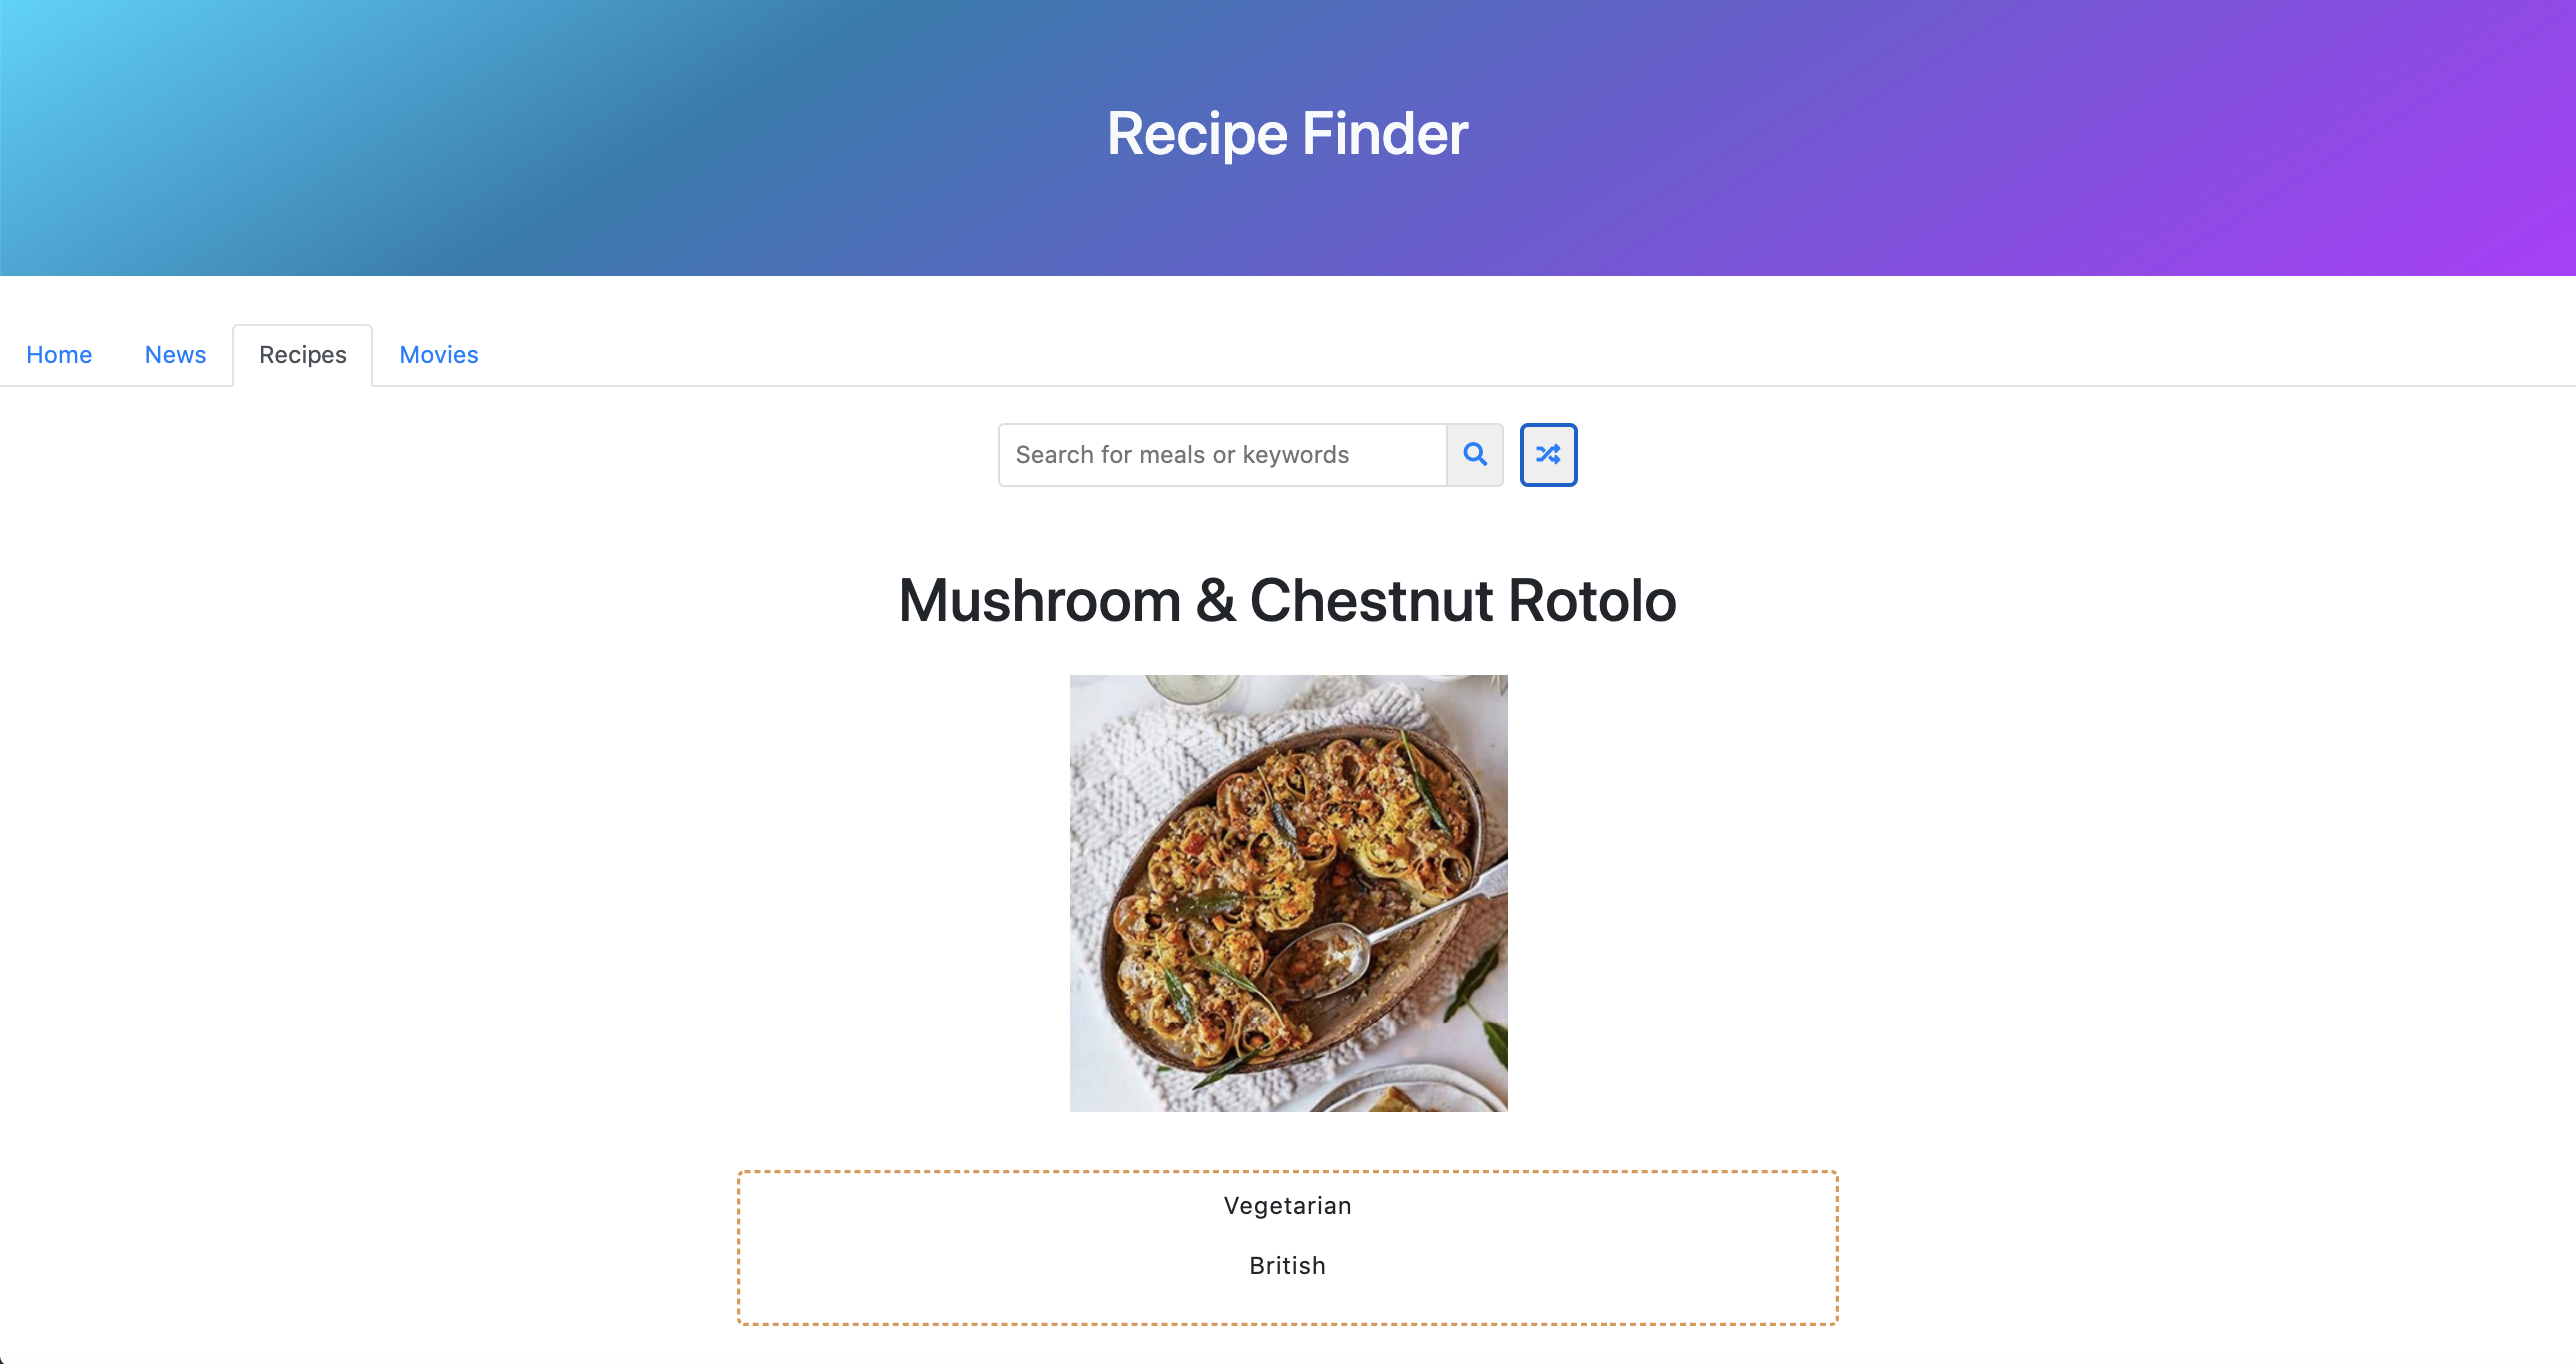 Recipe Finder
Home News Recipes Movies
Search for meals or keywords
Mushroom & Chestnut Rotolo
Vegetarian
British